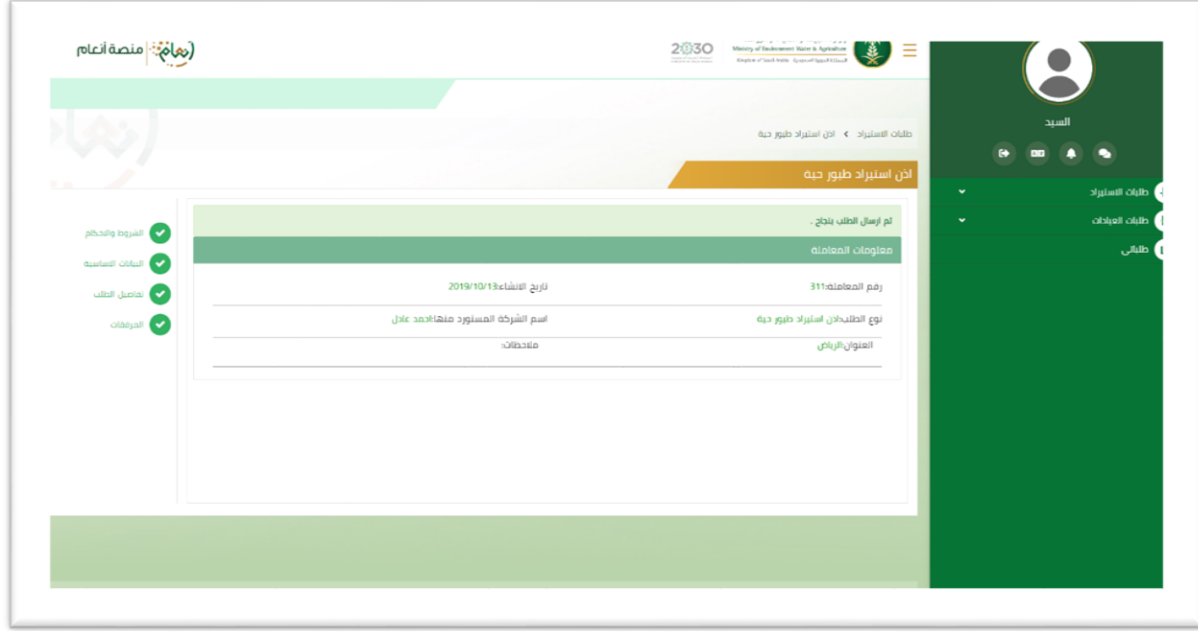 منصة أنعام
2030
Ministry of Environment Water & Agriculture
Kingdom of Saudi Arabia
السيد
طلبات الاستيراد
طلبات العيادات
طلباتي
طلبات الاستيراد > اذن استيراد طيور حية
اذن استيراد طيور حية
تم ارسال الطلب بنجاح .
معلومات المعاملة
رقم المعاملة:311 تاريخ الانشاء:2019/10/13
نوع الطلب:اذن استيراد طيور حية اسم الشركة المستورد منها:احمد عادل
العنوان:الرياض ملاحظات:
الشروط والاحكام
البيانات الاساسية
تفاصيل الطلب
المرفقات